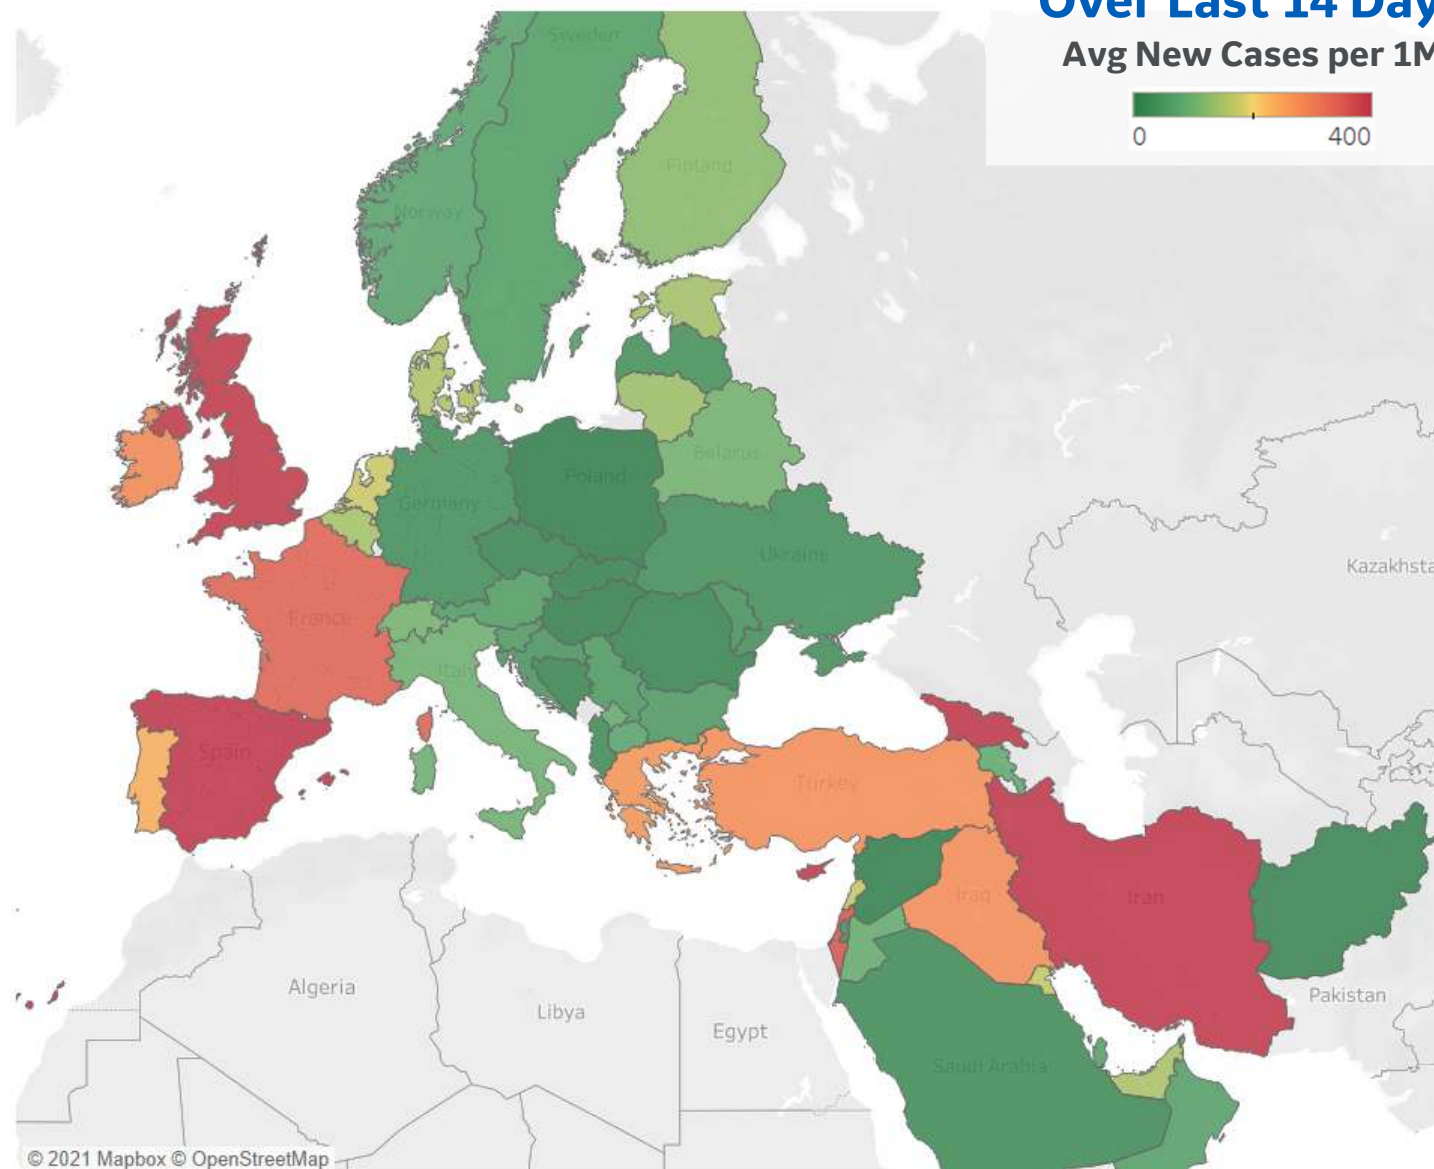 Over Last 14 Day
Avg New Cases per 1M
0 400
Sweden
Finland
Norway
Belarus
Poland
Germany
Ukraine
Kazakhsta
France
Italy
Spain
Turkey
Iraq
Iran
Algeria
Libya
Egypt
Pakistan
Saudi Arabia
© 2021 Mapbox © OpenStreetMap